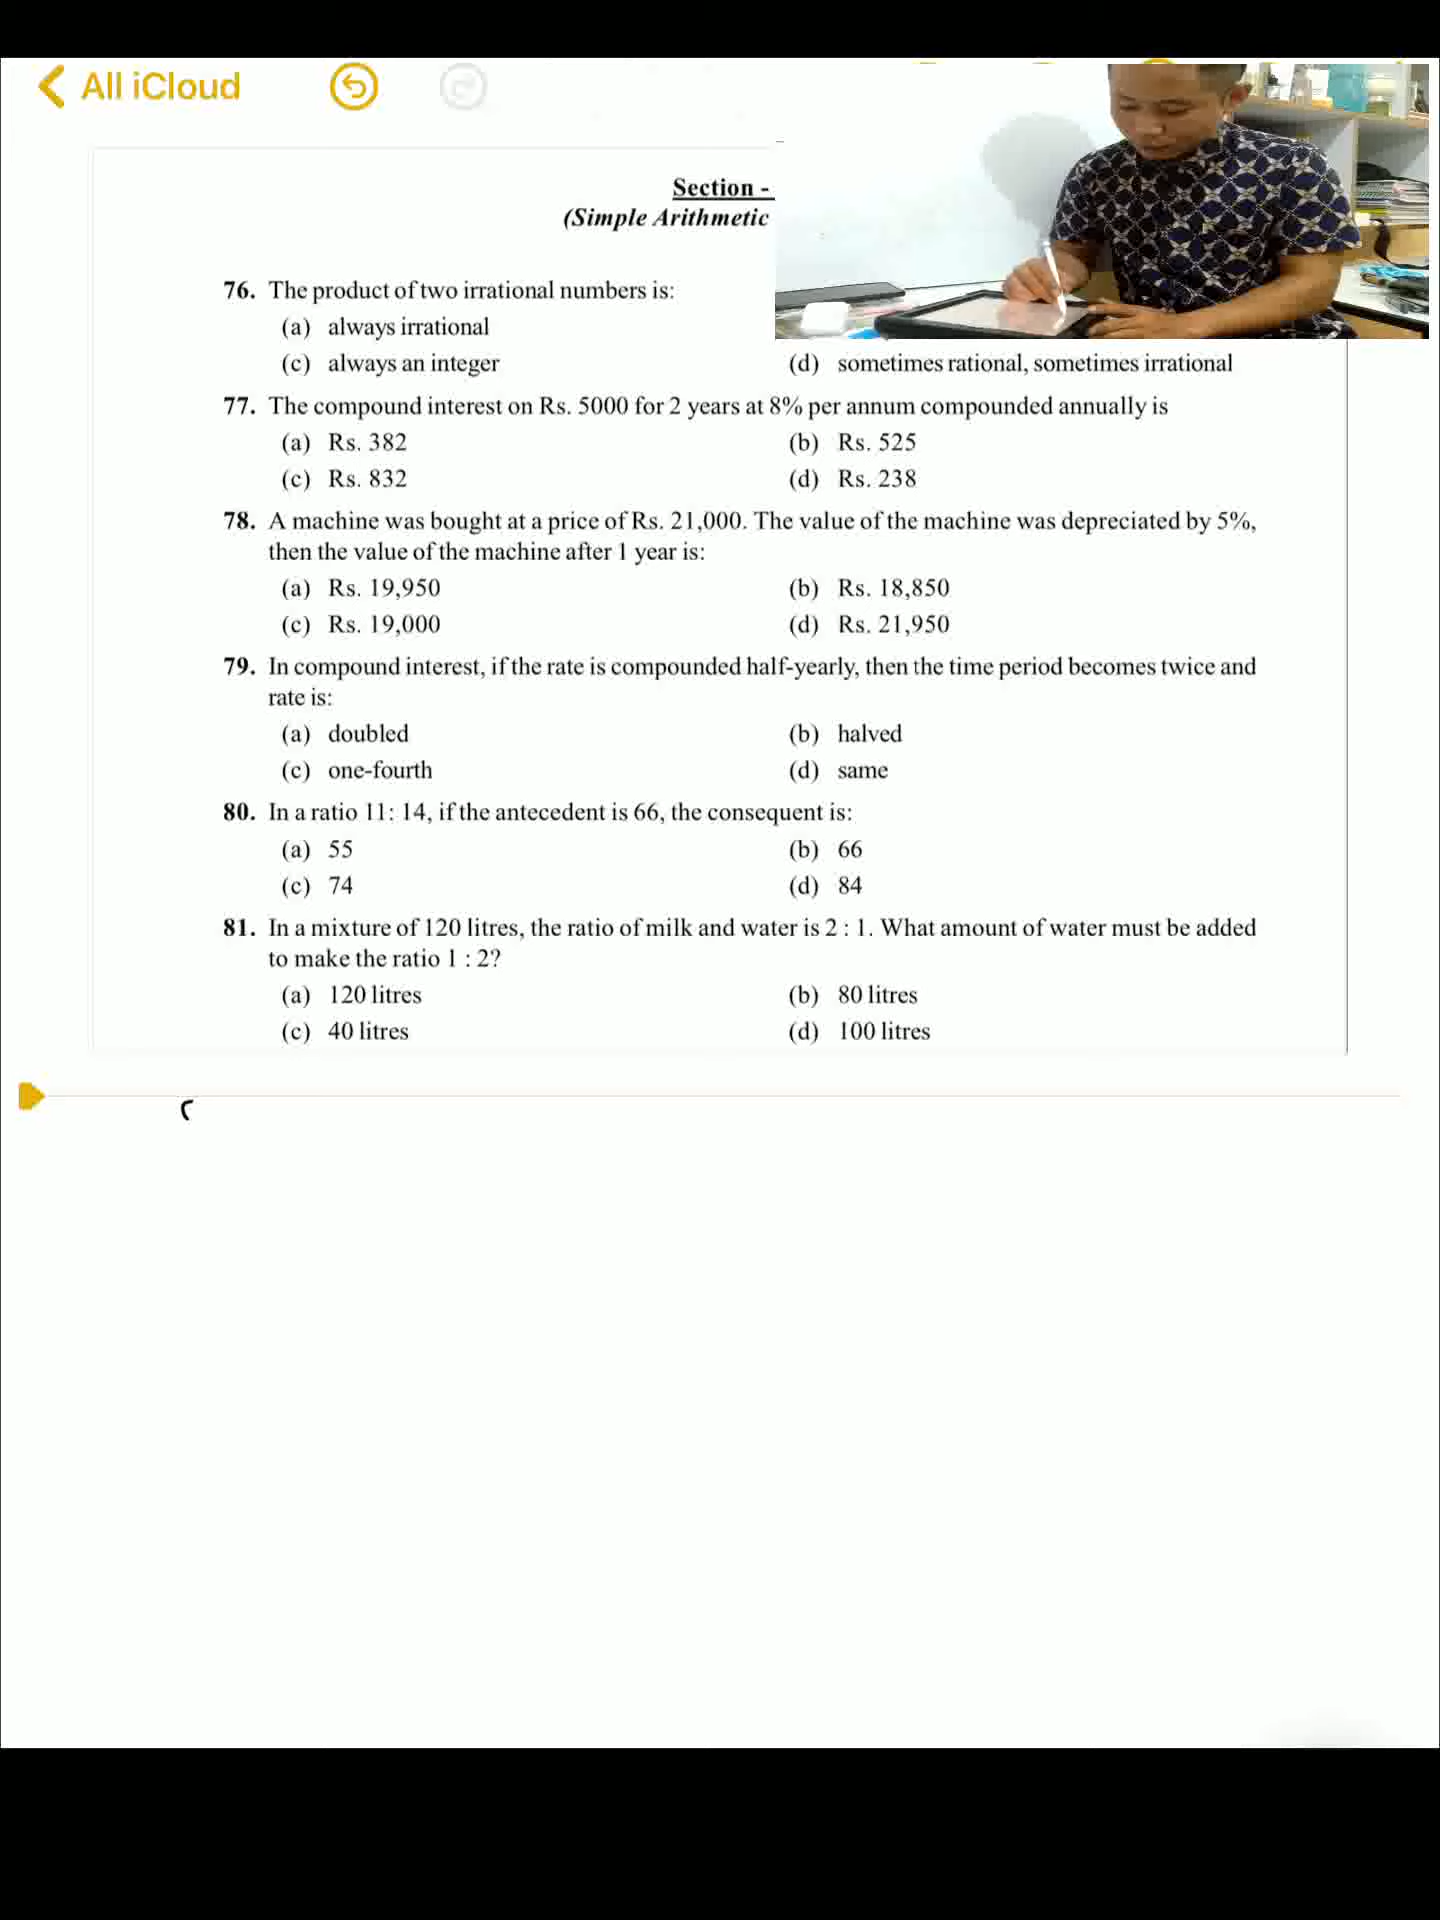 All iCloud
Section -
(Simple Arithmetic
76. The product of two irrational numbers is:
(a) always irrational
(c) always an integer (d) sometimes rational, sometimes irrational
77. The compound interest on Rs. 5000 for 2 years at 8% per annum compounded annually is
(a) Rs. 382 (b) Rs. 525
(c) Rs. 832 (d) Rs. 238
78. A machine was bought at a price of Rs. 21,000. The value of the machine was depreciated by 5%,
then the value of the machine after 1 year is:
(a) Rs. 19,950 (b) Rs. 18,850
(c) Rs. 19,000 (d) Rs. 21,950
79. In compound interest, if the rate is compounded half-yearly, then the time period becomes twice and
rate is:
(a) doubled (b) halved
(c) one-fourth (d) same
80. In a ratio 11: 14, if the antecedent is 66, the consequent is:
(a) 55 (b) 66
(c) 74 (d) 84
81. In a mixture of 120 litres, the ratio of milk and water is 2 : 1. What amount of water must be added
to make the ratio 1 : 2?
(a) 120 litres (b) 80 litres
(c) 40 litres (d) 100 litres